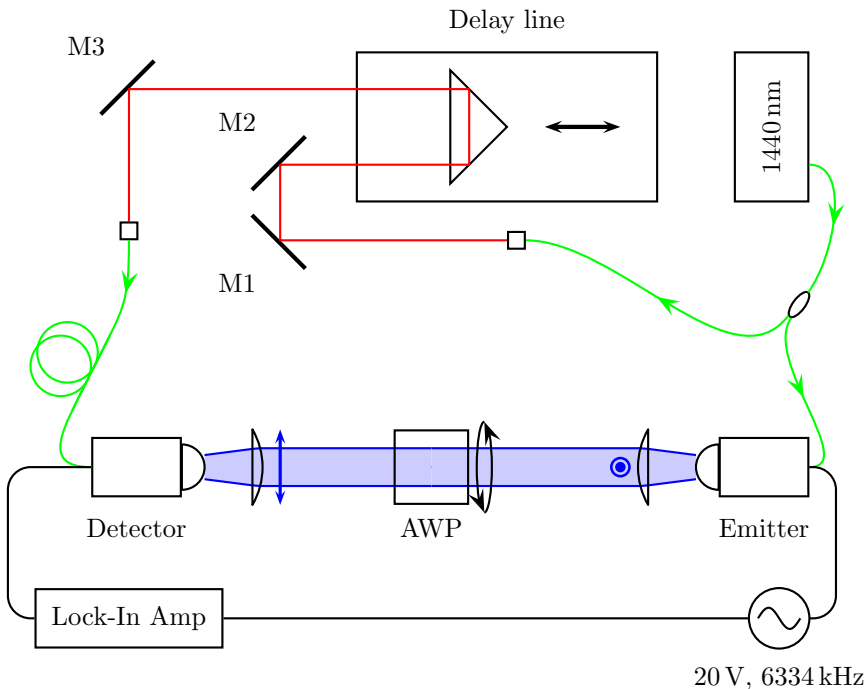 Delay line
M3
M2
1440 nm
M1
Detector
AWP
Emitter
Lock-In Amp
20 V, 6334 kHz